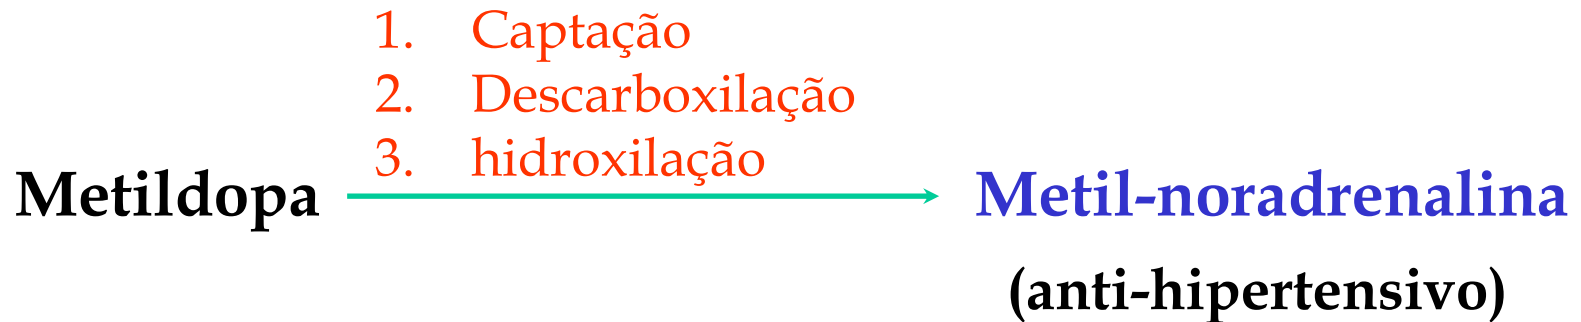 1. Captação
2. Descarboxilação
3. hidroxilação
Metildopa Metil-noradrenalina
(anti-hipertensivo)